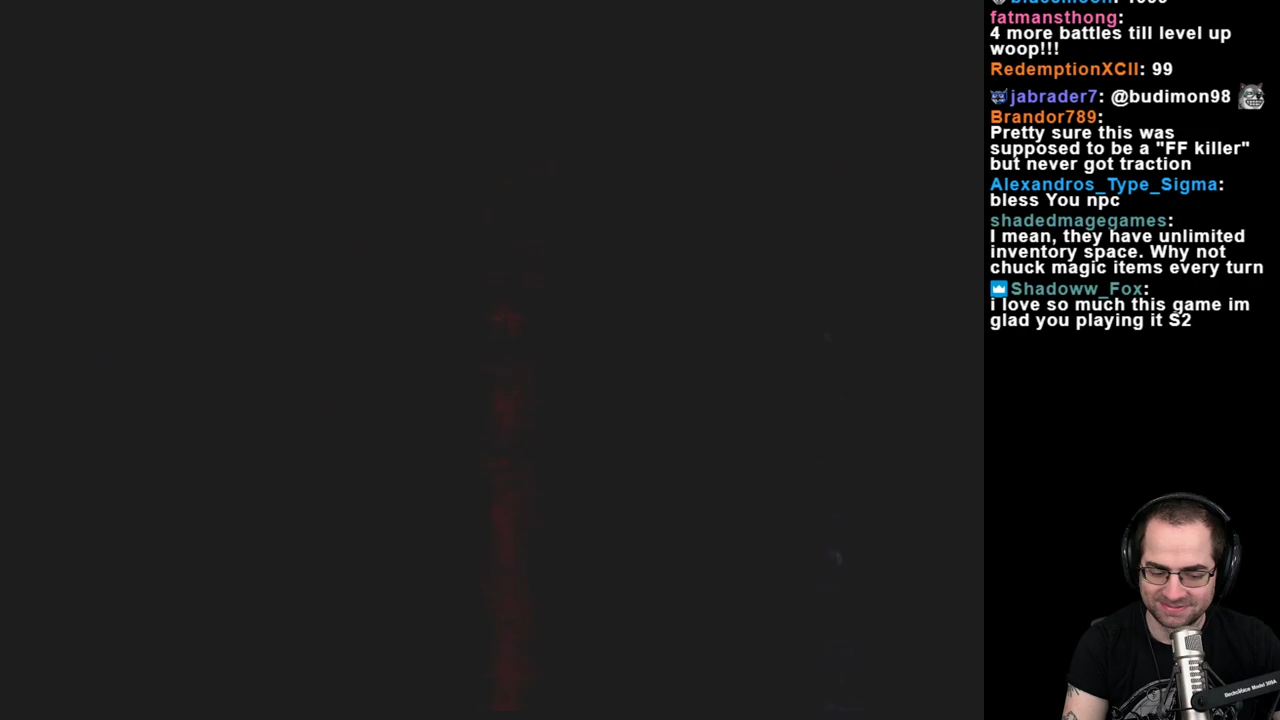 fatmansthong:
4 more battles till level up
woop!!!
RedemptionXCII: 99
jabrader7: @budimon98
Brandor789:
Pretty sure this was
supposed to be a "FF killer"
but never got traction
Alexandros_Type_Sigma:
bless You npc
shadedmagegames:
I mean, they have unlimited
inventory space. Why not
chuck magic items every turn
Shadoww_Fox:
i love so much this game im
glad you playing it S2